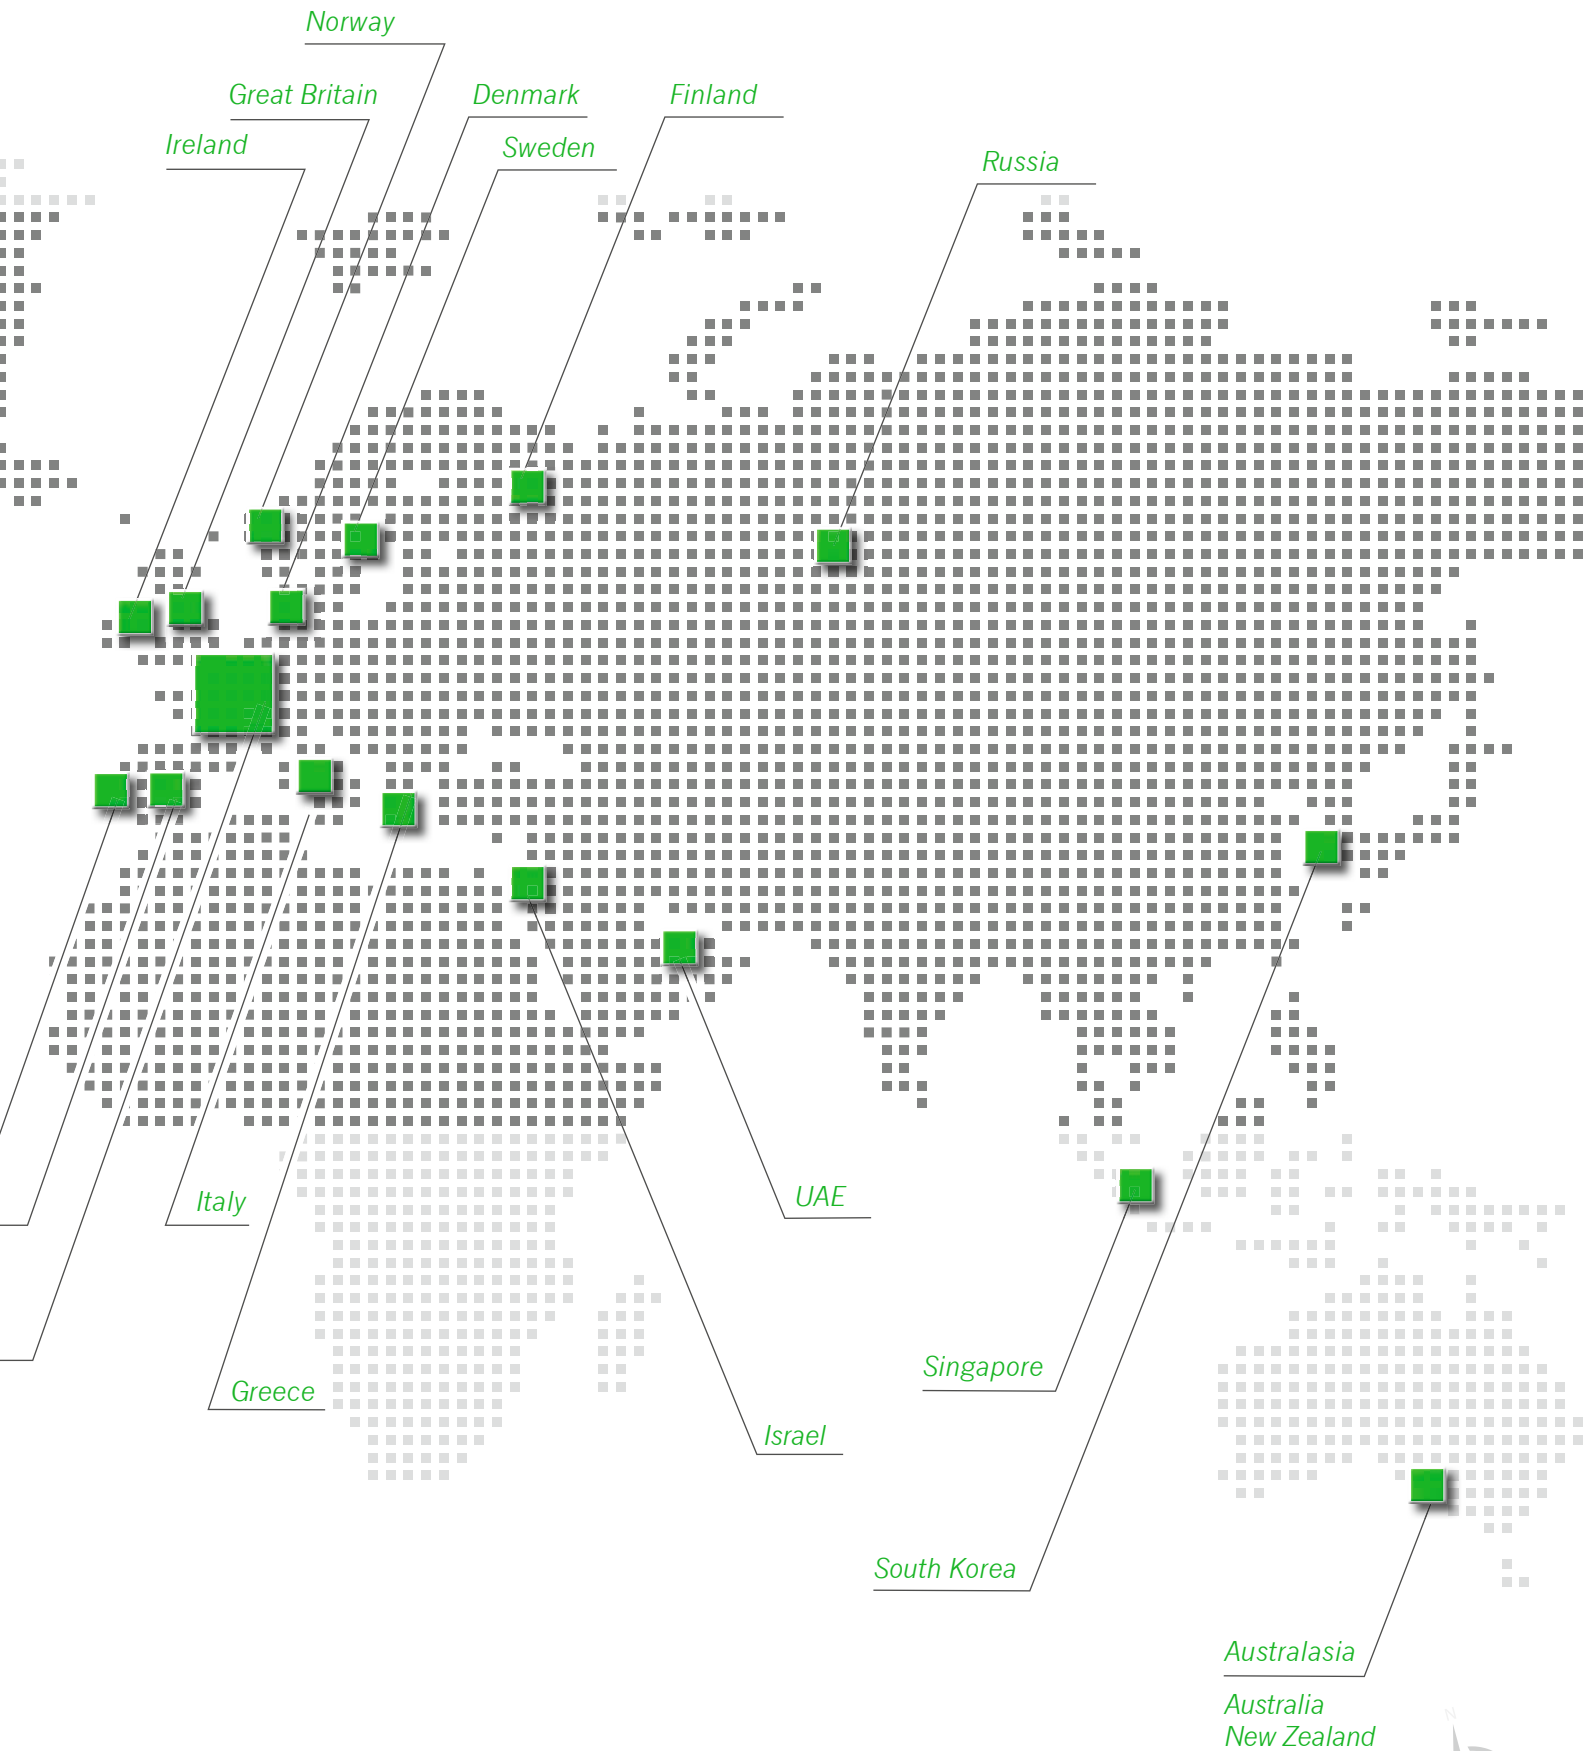 Norway
Great Britain
Denmark
Finland
Ireland
Sweden
Russia
Italy
UAE
Singapore
Greece
Israel
South Korea
Australasia
Australia
New Zealand
N